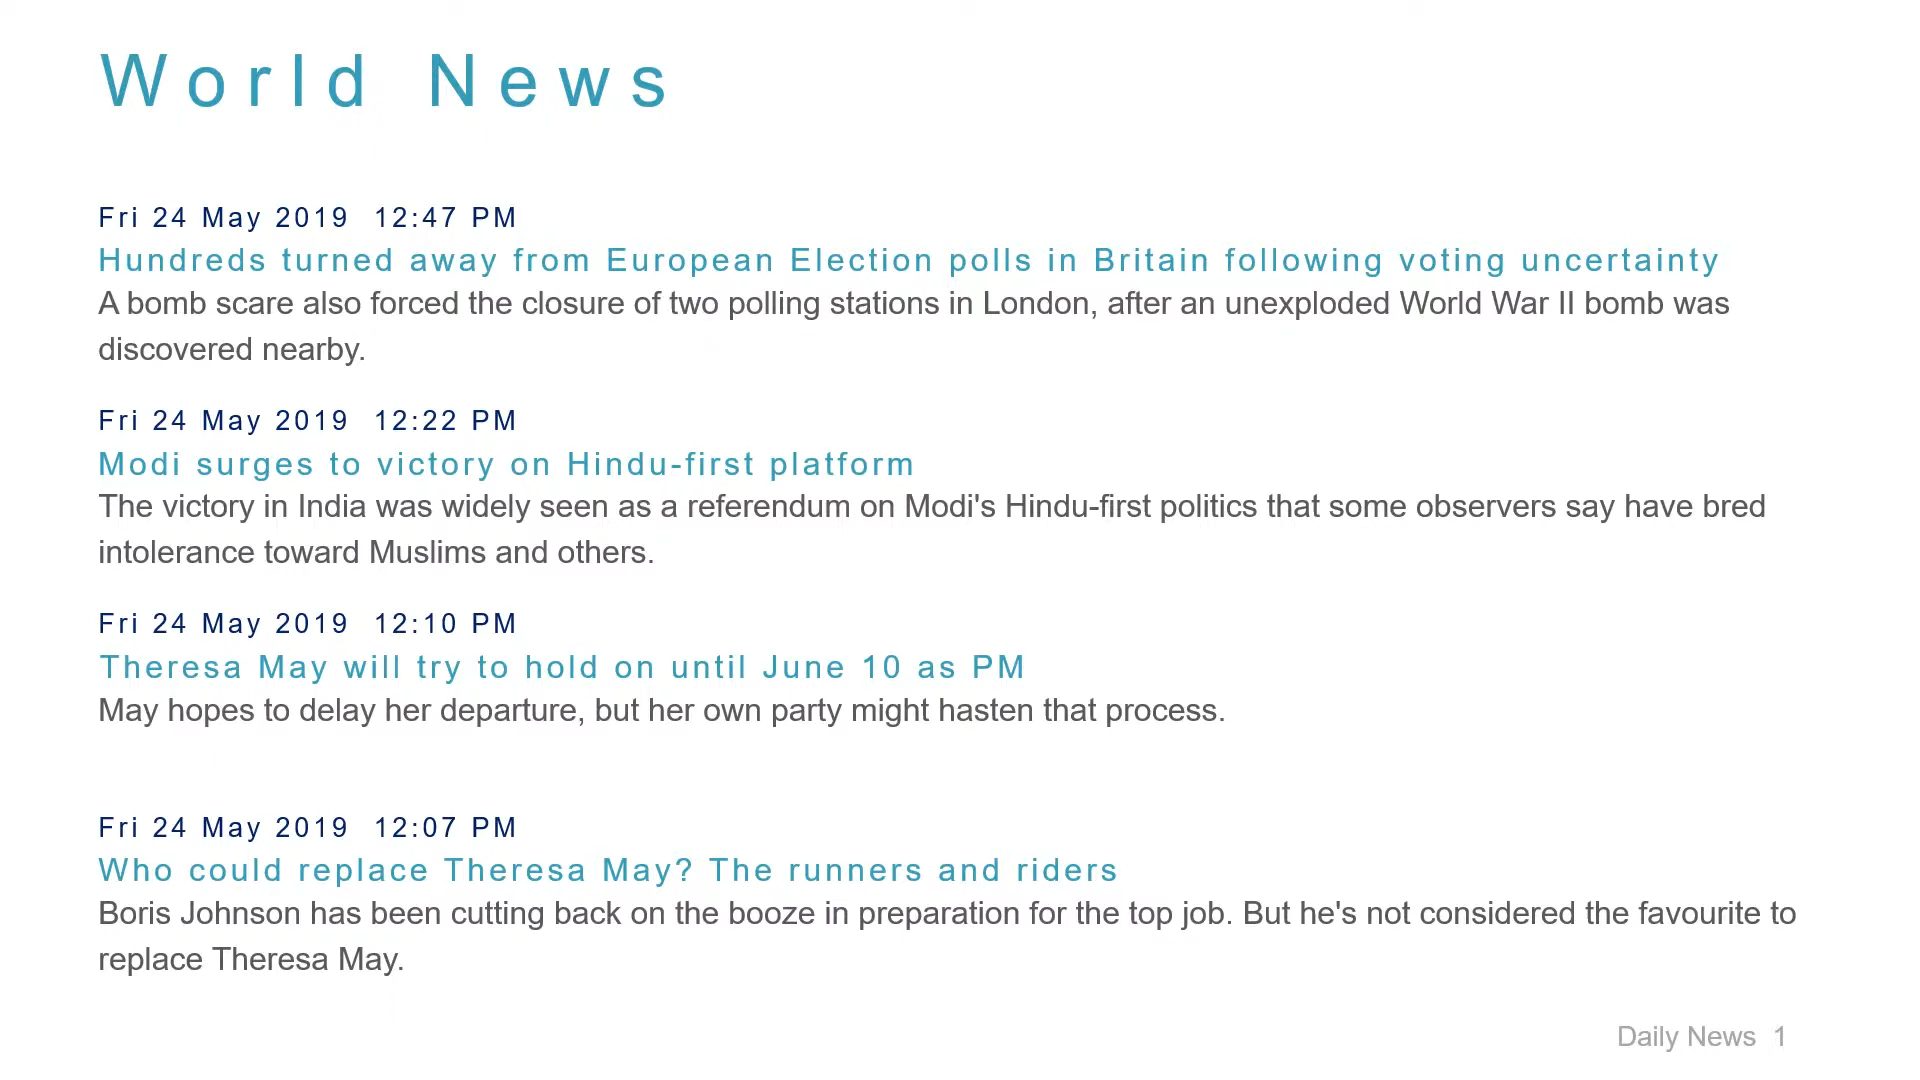 World News
Fri 24 May 2019  12:47 PM
Hundreds turned away from European Election polls in Britain following voting uncertainty
A bomb scare also forced the closure of two polling stations in London, after an unexploded World War II bomb was
discovered nearby.
Fri 24 May 2019  12:22 PM
Modi surges to victory on Hindu-first platform
The victory in India was widely seen as a referendum on Modi's Hindu-first politics that some observers say have bred
intolerance toward Muslims and others.
Fri 24 May 2019  12:10 PM
Theresa May will try to hold on until June 10 as PM
May hopes to delay her departure, but her own party might hasten that process.
Fri 24 May 2019  12:07 PM
Who could replace Theresa May? The runners and riders
Boris Johnson has been cutting back on the booze in preparation for the top job. But he's not considered the favourite to
replace Theresa May.
Daily News  1